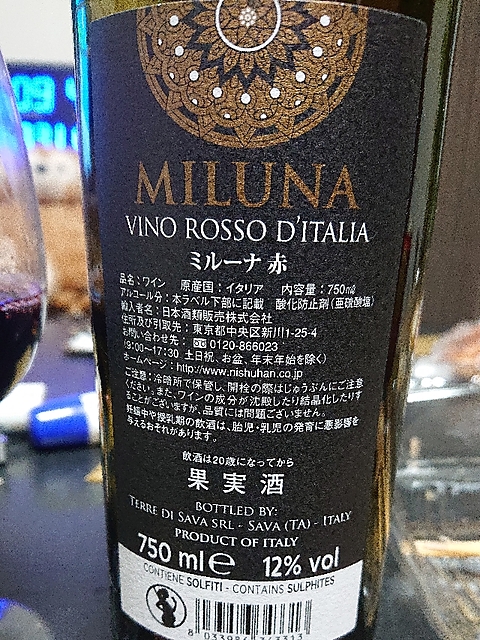 MILUNA
VINO ROSSO D'ITALIA
ミルーナ 赤
品名：ワイン 原産国：イタリア 内容量：750㎖
アルコール分：本ラベル下部に記載 酸化防止剤（亜硫酸塩）
輸入者名：日本酒類販売株式会社
住所及び引取先：東京都中央区新川1-25-4
お問い合わせ先： 0120-866023
(9:00～17:30 土日祝、お盆、年末年始を除く)
ホームページ：http://www.nishuhan.co.jp
ご注意：冷暗所で保管し、開栓の際はじゅうぶんにご注意
ください。また、ワインの成分が沈殿したり結晶化したりす
ることがございますが、品質には問題ございません。
妊娠中や授乳期の飲酒は、胎児・乳児の発育に悪影響を
与えるおそれがあります。
飲酒は20歳になってから
果実酒
BOTTLED BY:
TERRE DI SAVA SRL - SAVA (TA) - ITALY
PRODUCT OF ITALY
750 ml ℮ 12% vol
CONTIENE SOLFITI - CONTAINS SULPHITES